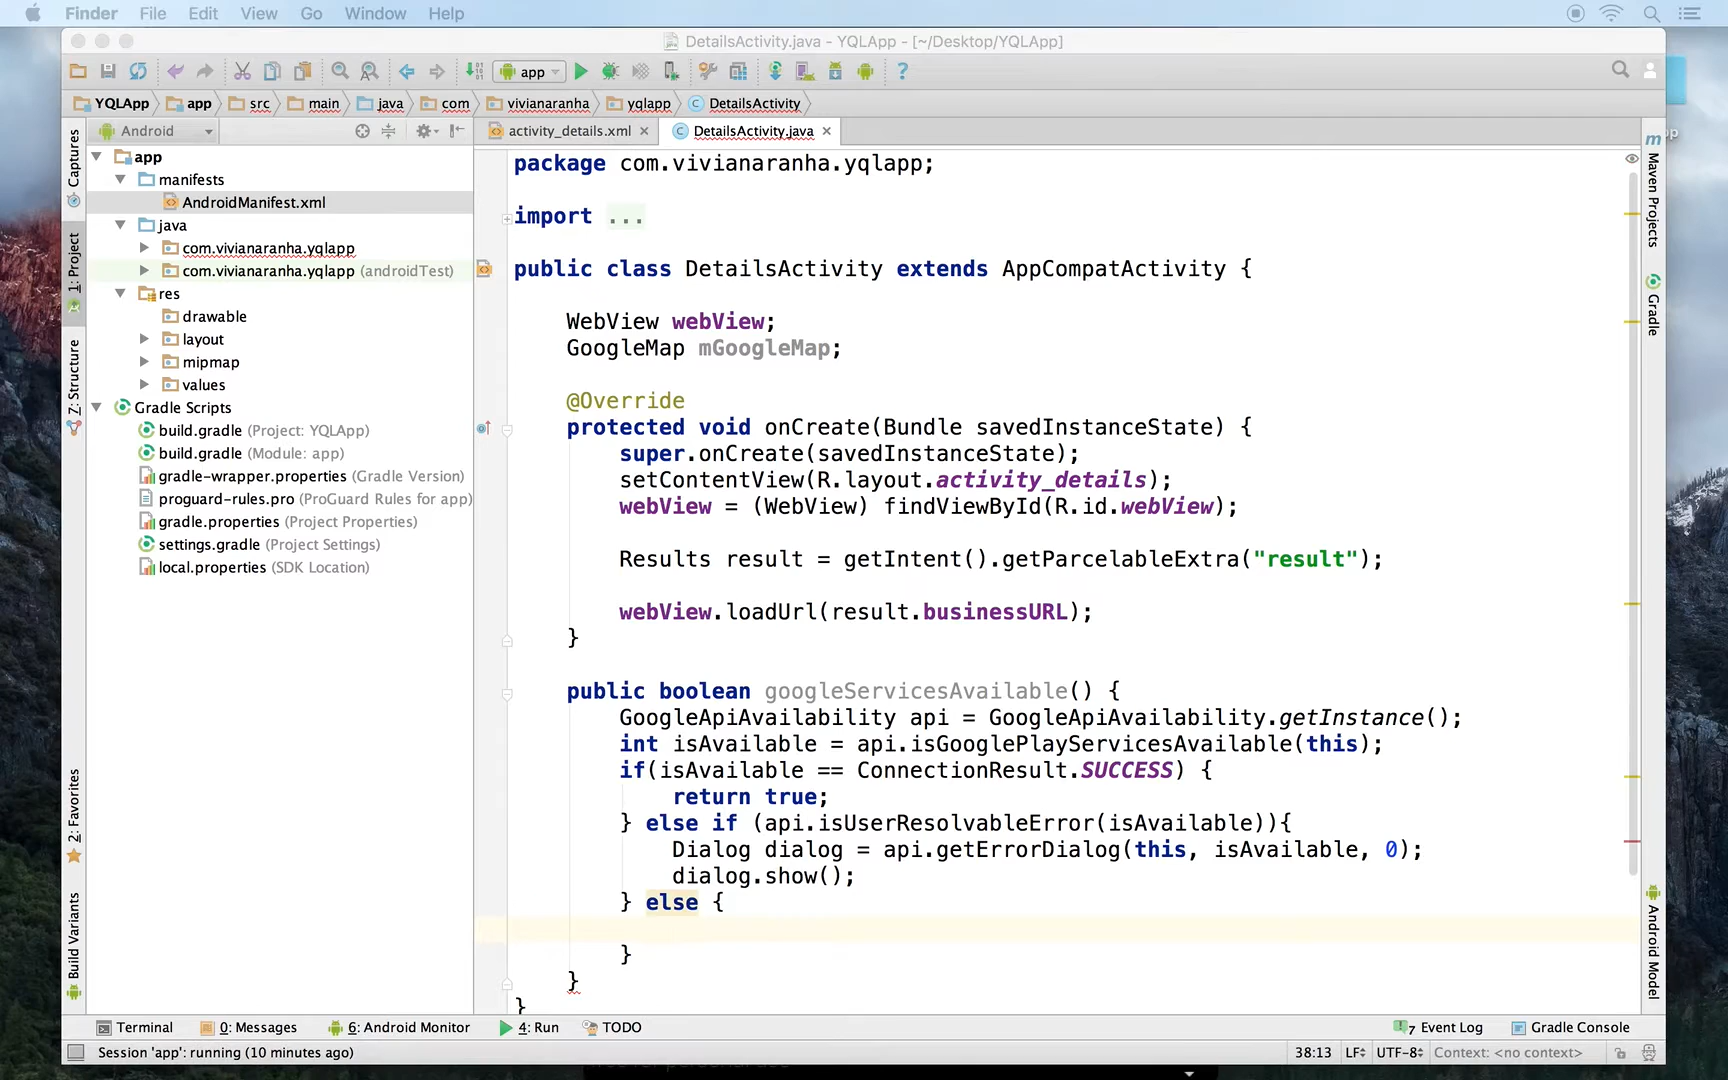 Finder File Edit View Go Window Help
DetailsActivity.java - YQLApp - [~/Desktop/YQLApp]
app
YQLApp app src main java com vivianaranha yqlapp DetailsActivity
Android
activity_details.xml DetailsActivity.java
app
manifests
AndroidManifest.xml
java
com.vivianaranha.yqlapp
com.vivianaranha.yqlapp (androidTest)
res
drawable
layout
mipmap
values
Gradle Scripts
build.gradle (Project: YQLApp)
build.gradle (Module: app)
gradle-wrapper.properties (Gradle Version)
proguard-rules.pro (ProGuard Rules for app)
gradle.properties (Project Properties)
settings.gradle (Project Settings)
local.properties (SDK Location)
Captures
1: Project
Z: Structure
2: Favorites
Build Variants
package com.vivianaranha.yqlapp;
import ...
public class DetailsActivity extends AppCompatActivity {
WebView webView;
GoogleMap mGoogleMap;
@Override
protected void onCreate(Bundle savedInstanceState) {
super.onCreate(savedInstanceState);
setContentView(R.layout.activity_details);
webView = (WebView) findViewById(R.id.webView);
Results result = getIntent().getParcelableExtra("result");
webView.loadUrl(result.businessURL);
}
public boolean googleServicesAvailable() {
GoogleApiAvailability api = GoogleApiAvailability.getInstance();
int isAvailable = api.isGooglePlayServicesAvailable(this);
if(isAvailable == ConnectionResult.SUCCESS) {
return true;
} else if (api.isUserResolvableError(isAvailable)){
Dialog dialog = api.getErrorDialog(this, isAvailable, 0);
dialog.show();
} else {
}
}
}
Maven Projects
Gradle
Android Model
Terminal 0: Messages 6: Android Monitor 4: Run TODO 7 Event Log Gradle Console
Session 'app': running (10 minutes ago) 38:13 LF UTF-8 Context: <no context>